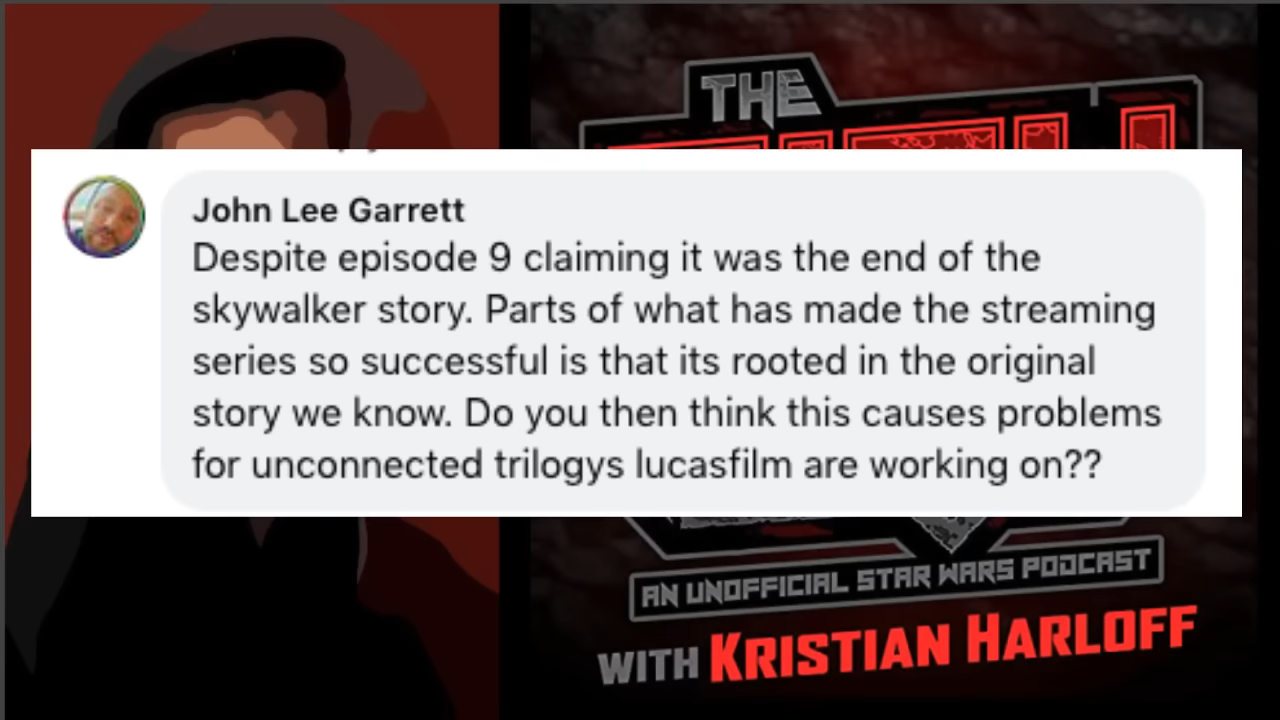 THE
John Lee Garrett
Despite episode 9 claiming it was the end of the
skywalker story. Parts of what has made the streaming
series so successful is that its rooted in the original
story we know. Do you then think this causes problems
for unconnected trilogys lucasfilm are working on??
AN UNOFFICIAL STAR WARS PODCAST
WITH KRISTIAN HARLOFF